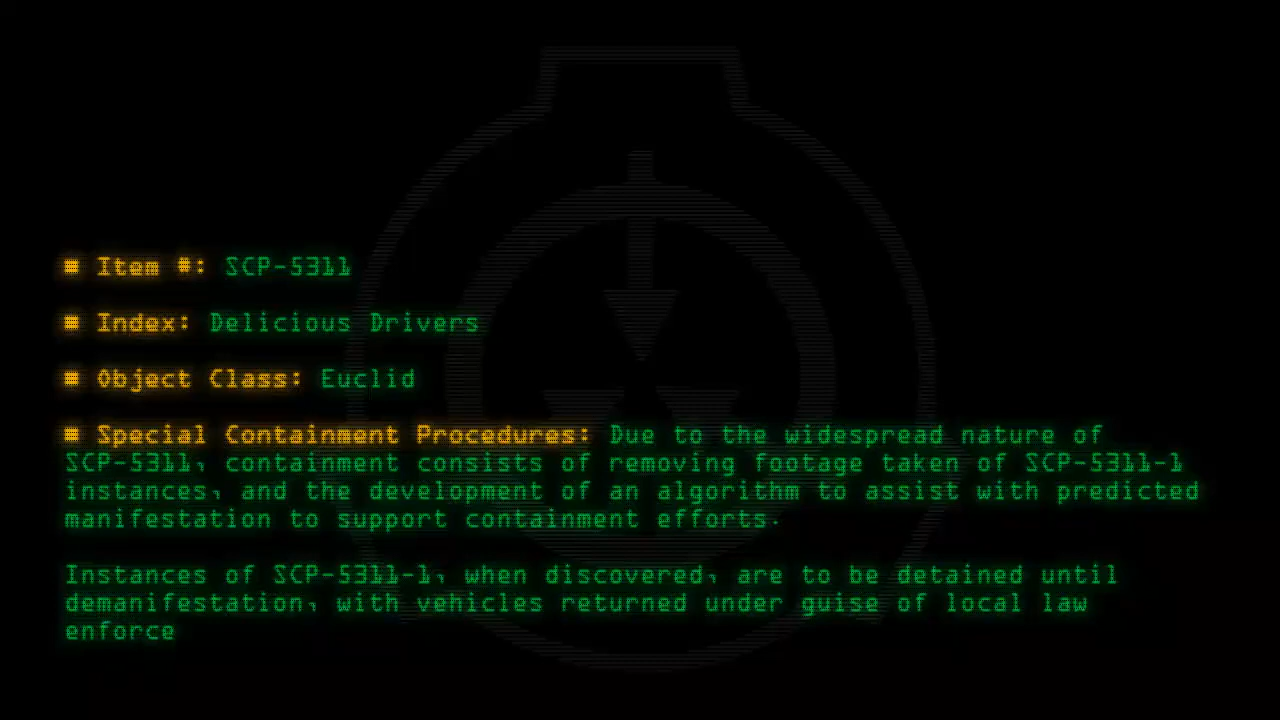 ■ Item #: SCP-5311
■ Index: Delicious Drivers
■ Object Class: Euclid
■ Special Containment Procedures: Due to the widespread nature of
SCP-5311, containment consists of removing footage taken of SCP-5311-1
instances, and the development of an algorithm to assist with predicted
manifestation to support containment efforts.
Instances of SCP-5311-1, when discovered, are to be detained until
demanifestation, with vehicles returned under guise of local law
enforce